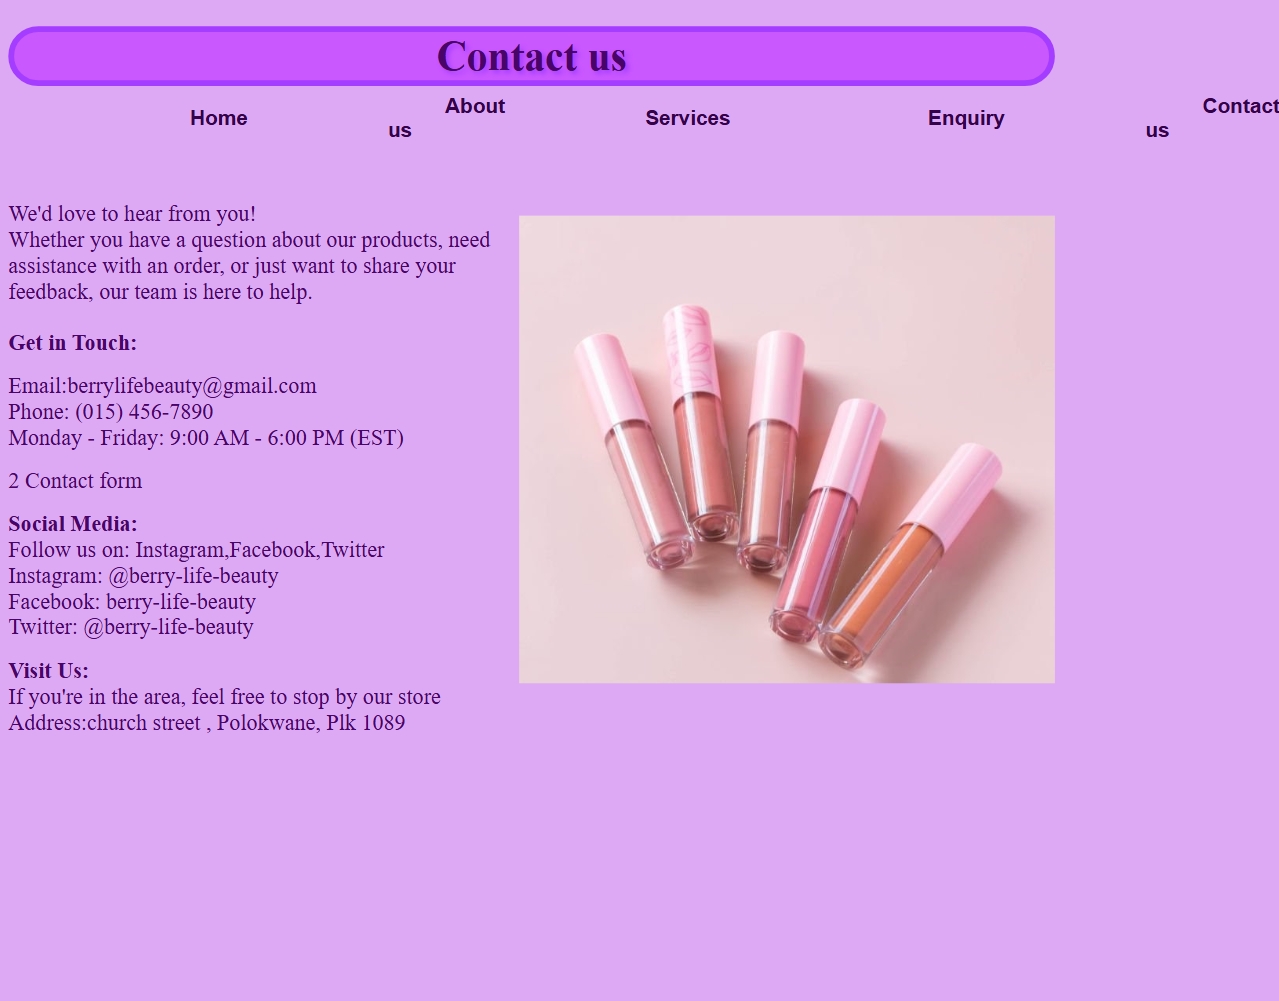 Contact us
Home
About us
Services
Enquiry
Contact us
We'd love to hear from you!
Whether you have a question about our products, need
assistance with an order, or just want to share your
feedback, our team is here to help.
Get in Touch:
Email:berrylifebeauty@gmail.com
Phone: (015) 456-7890
Monday - Friday: 9:00 AM - 6:00 PM (EST)
2 Contact form
Social Media:
Follow us on: Instagram,Facebook,Twitter
Instagram: @berry-life-beauty
Facebook: berry-life-beauty
Twitter: @berry-life-beauty
Visit Us:
If you're in the area, feel free to stop by our store
Address:church street , Polokwane, Plk 1089